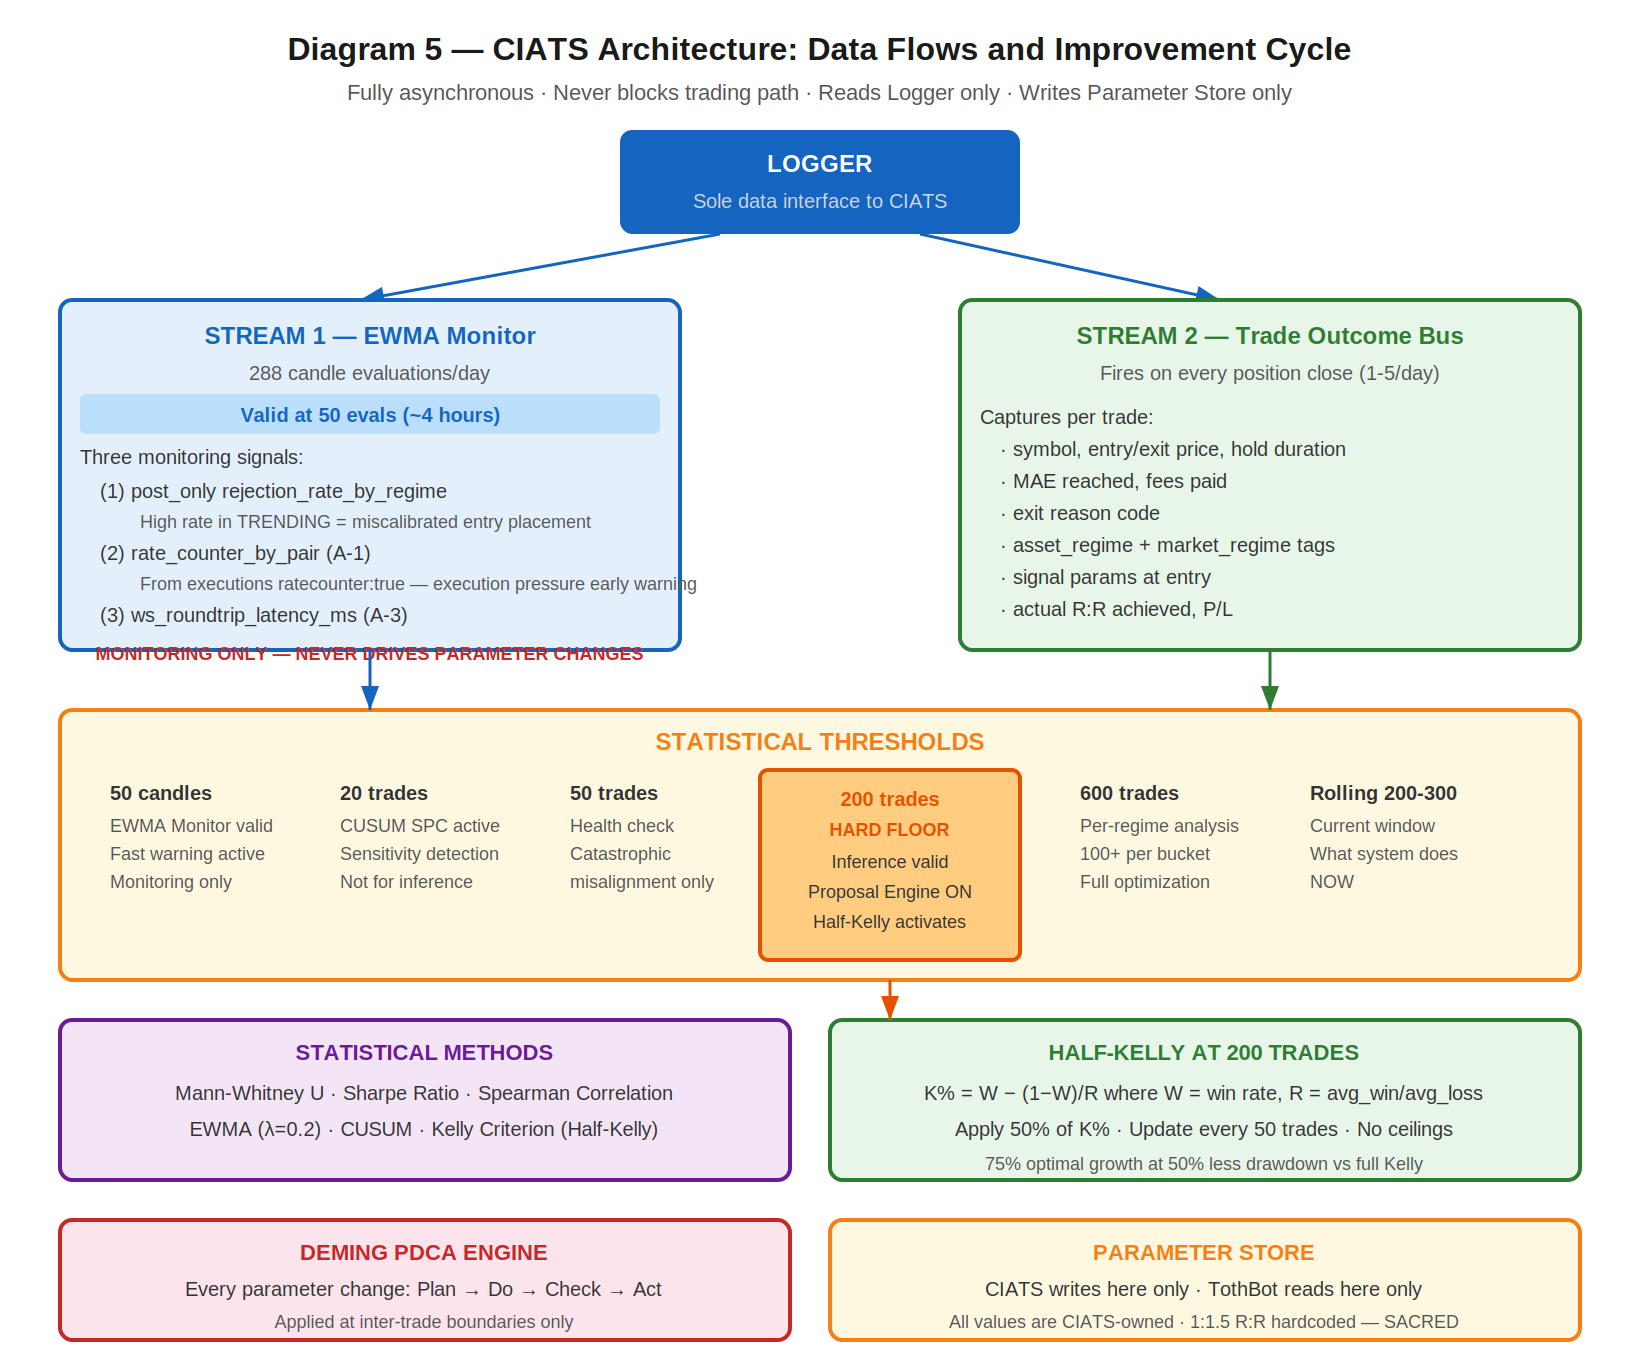 Diagram 5 — CIATS Architecture: Data Flows and Improvement Cycle
Fully asynchronous · Never blocks trading path · Reads Logger only · Writes Parameter Store only
LOGGER
Sole data interface to CIATS
STREAM 1 — EWMA Monitor
288 candle evaluations/day
Valid at 50 evals (~4 hours)
Three monitoring signals:
(1) post_only rejection_rate_by_regime
High rate in TRENDING = miscalibrated entry placement
(2) rate_counter_by_pair (A-1)
From executions ratecounter:true — execution pressure early warning
(3) ws_roundtrip_latency_ms (A-3)
MONITORING ONLY — NEVER DRIVES PARAMETER CHANGES
STREAM 2 — Trade Outcome Bus
Fires on every position close (1-5/day)
Captures per trade:
· symbol, entry/exit price, hold duration
· MAE reached, fees paid
· exit reason code
· asset_regime + market_regime tags
· signal params at entry
· actual R:R achieved, P/L
STATISTICAL THRESHOLDS
50 candles
EWMA Monitor valid
Fast warning active
Monitoring only
20 trades
CUSUM SPC active
Sensitivity detection
Not for inference
50 trades
Health check
Catastrophic
misalignment only
200 trades
HARD FLOOR
Inference valid
Proposal Engine ON
Half-Kelly activates
600 trades
Per-regime analysis
100+ per bucket
Full optimization
Rolling 200-300
Current window
What system does
NOW
STATISTICAL METHODS
Mann-Whitney U · Sharpe Ratio · Spearman Correlation
EWMA (λ=0.2) · CUSUM · Kelly Criterion (Half-Kelly)
HALF-KELLY AT 200 TRADES
K% = W − (1−W)/R where W = win rate, R = avg_win/avg_loss
Apply 50% of K% · Update every 50 trades · No ceilings
75% optimal growth at 50% less drawdown vs full Kelly
DEMING PDCA ENGINE
Every parameter change: Plan → Do → Check → Act
Applied at inter-trade boundaries only
PARAMETER STORE
CIATS writes here only · TothBot reads here only
All values are CIATS-owned · 1:1.5 R:R hardcoded — SACRED